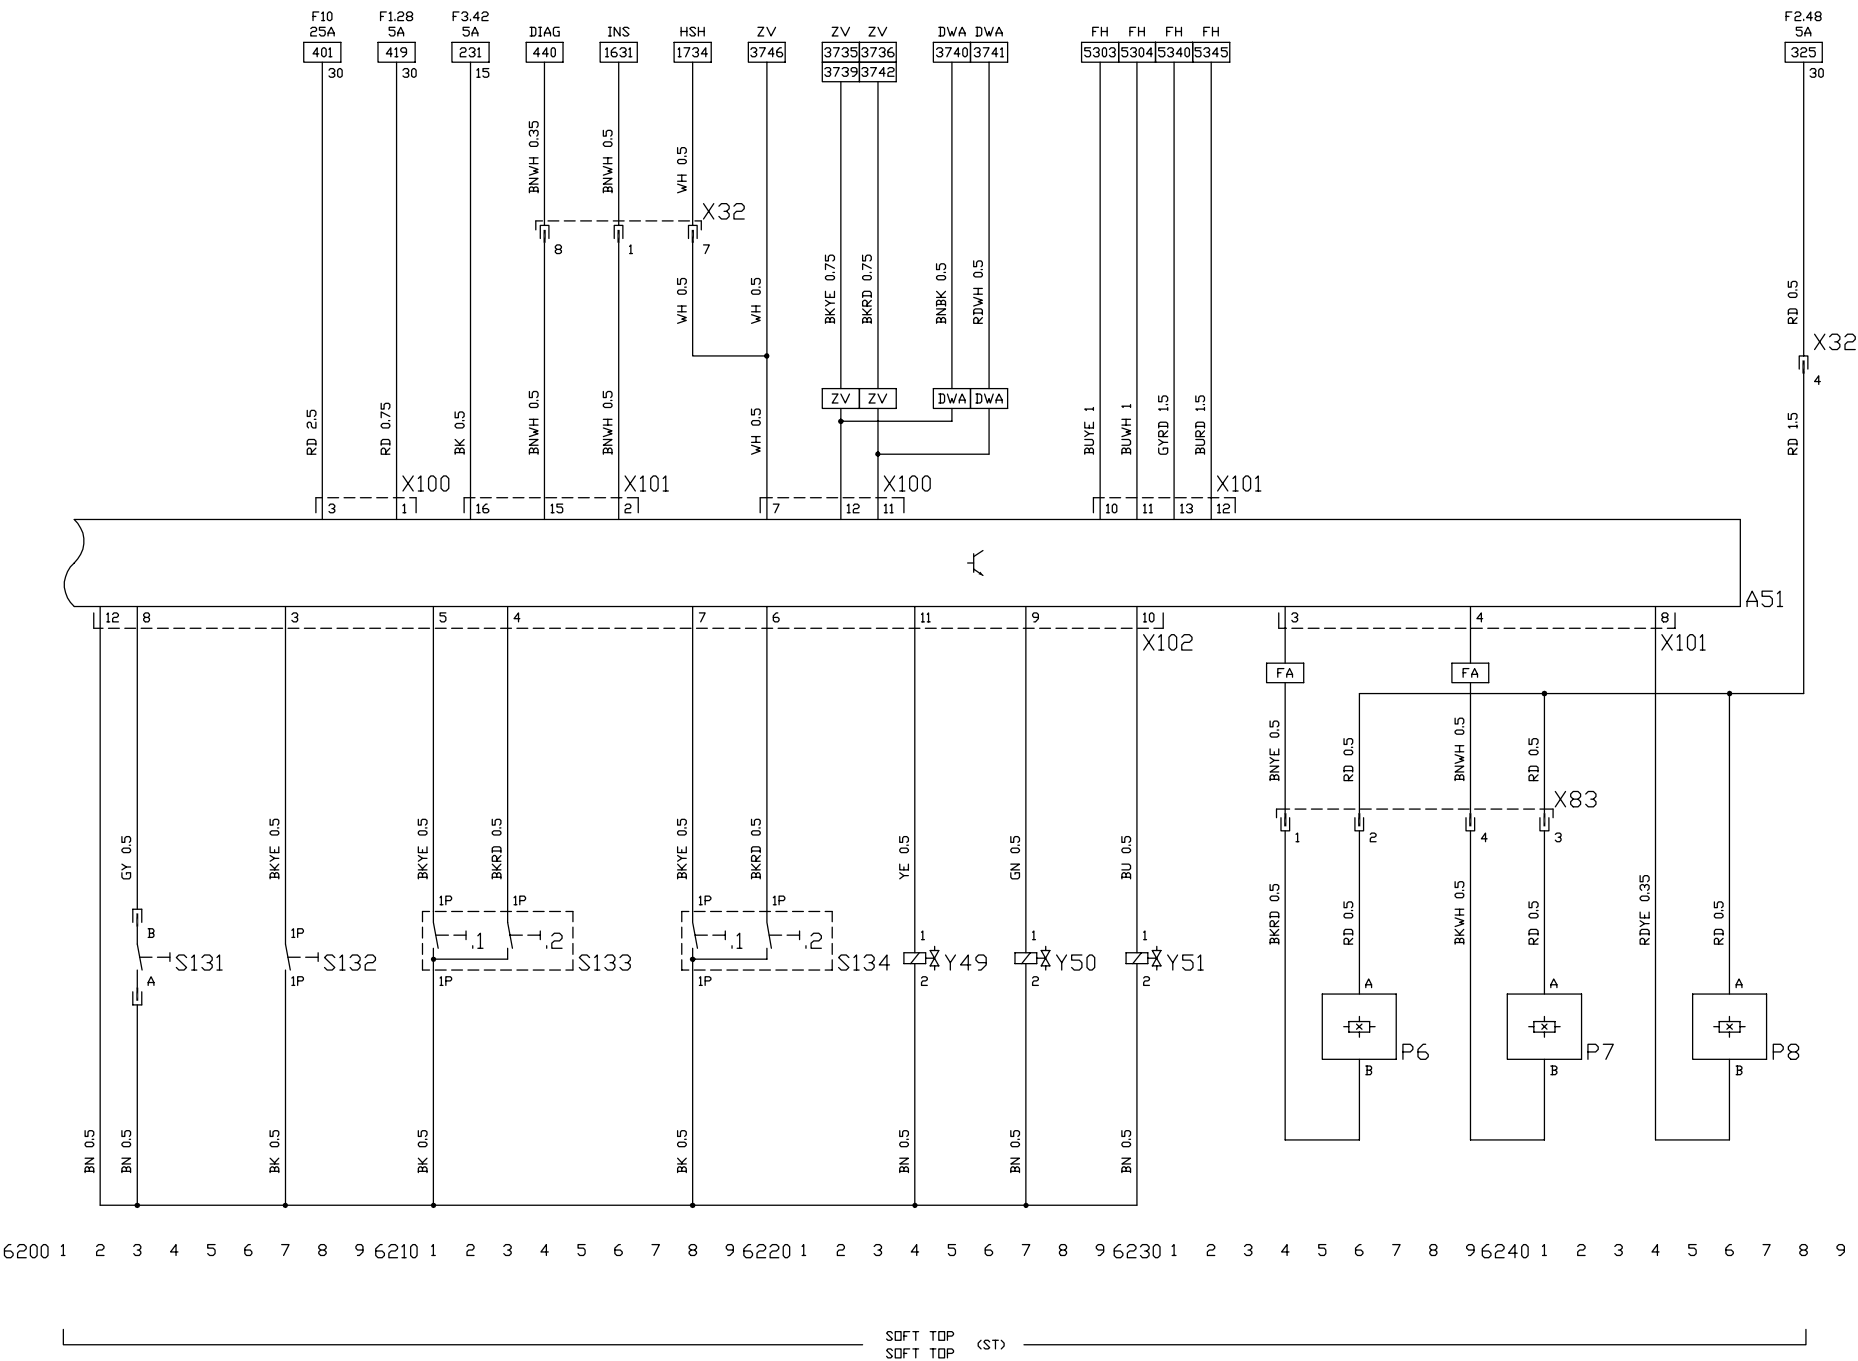 F10 F1.28 F3.42 F2.48
25A 5A 5A DIAG INS HSH ZV ZV ZV DWA DWA FH FH FH FH 5A
401 419 231 440 1631 1734 3746 3735 3736 3740 3741 5303 5304 5340 5345 325
30 30 15 3739 3742 30
BNWH 0.35 BNWH 0.5 WH 0.5
X32
8 1 7
WH 0.5 WH 0.5 BKYE 0.75 BKRD 0.75 BNBK 0.5 RDWH 0.5 RD 0.5
X32
4
ZV ZV DWA DWA
RD 2.5 RD 0.75 BK 0.5 BNWH 0.5 BNWH 0.5 WH 0.5 BUYE 1 BUWH 1 GYRD 1.5 BURD 1.5 RD 1.5
X100 X101 X100 X101
3 1 16 15 2 7 12 11 10 11 13 12
A51
12 8 3 5 4 7 6 11 9 10 3 4 8
X102 X101
FA FA
BNYE 0.5 RD 0.5 BNWH 0.5 RD 0.5
X83
1 2 4 3
GY 0.5 BKYE 0.5 BKYE 0.5 BKRD 0.5 BKYE 0.5 BKRD 0.5 YE 0.5 GN 0.5 BU 0.5
BKRD 0.5 RD 0.5 BKWH 0.5 RD 0.5 RDYE 0.35 RD 0.5
1P 1P 1P 1P
B 1P .1 .2 .1 .2 1 1 1
S131 S132 S133 S134 Y49 Y50 Y51
A 1P 1P 1P 2 2 2 A A A
P6 P7 P8
B B B
BN 0.5 BN 0.5 BK 0.5 BK 0.5 BK 0.5 BN 0.5 BN 0.5 BN 0.5
6200 1 2 3 4 5 6 7 8 9 6210 1 2 3 4 5 6 7 8 9 6220 1 2 3 4 5 6 7 8 9 6230 1 2 3 4 5 6 7 8 9 6240 1 2 3 4 5 6 7 8 9
SOFT TOP (ST)
SOFT TOP